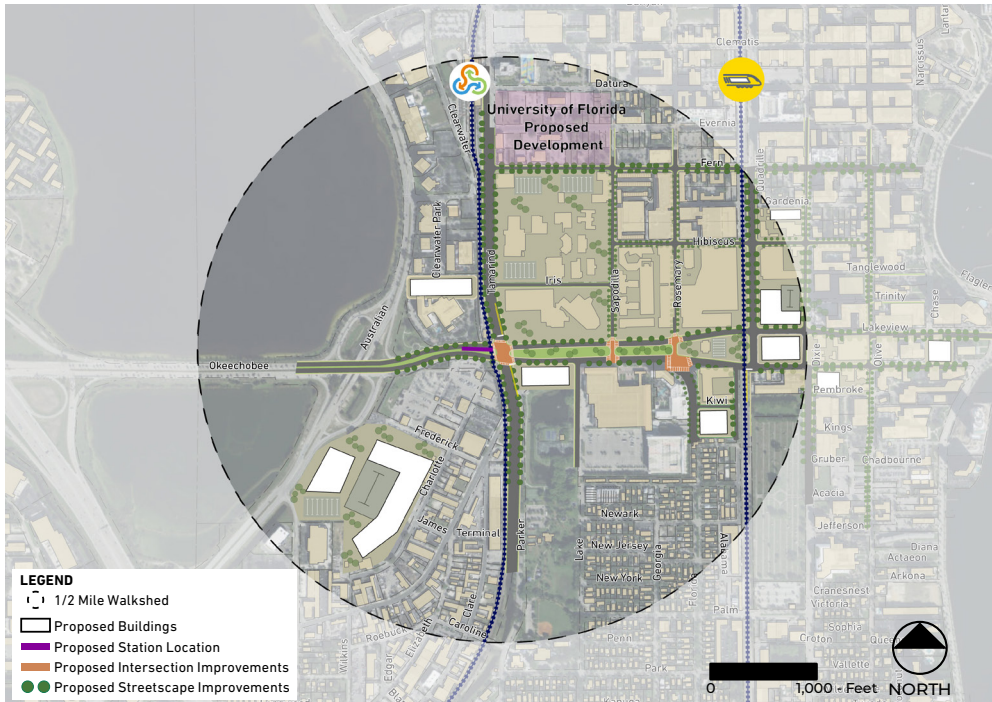 Clematis
Datura
University of Florida
Proposed
Development
Clearwater
Evernia
Fern
Quadrille
Gardenia
Narcissus
Lantana
Clearwater Park
Tamarind
Hibiscus
Iris
Sapodilla
Rosemary
Tanglewood
Flagler
Trinity
Chase
Australian
Lakeview
Okeechobee
Dixie
Olive
Pembroke
Kiwi
Kings
Frederick
Charlotte
Gruber
Chadbourne
Acacia
James
Newark
Jefferson
Terminal
Parker
Lake
New Jersey
Georgia
Alabama
Diana
Actaeon
New York
Arkona
Florida
Cranesnest
Clare
Palm
Victoria
Caroline
Sophia
Roebuck
Elizabeth
Penn
Croton
Wilkins
Edgar
Park
Vallette
LEGEND
1/2 Mile Walkshed
Proposed Buildings
Proposed Station Location
Proposed Intersection Improvements
Proposed Streetscape Improvements
0
1,000 - Feet
NORTH